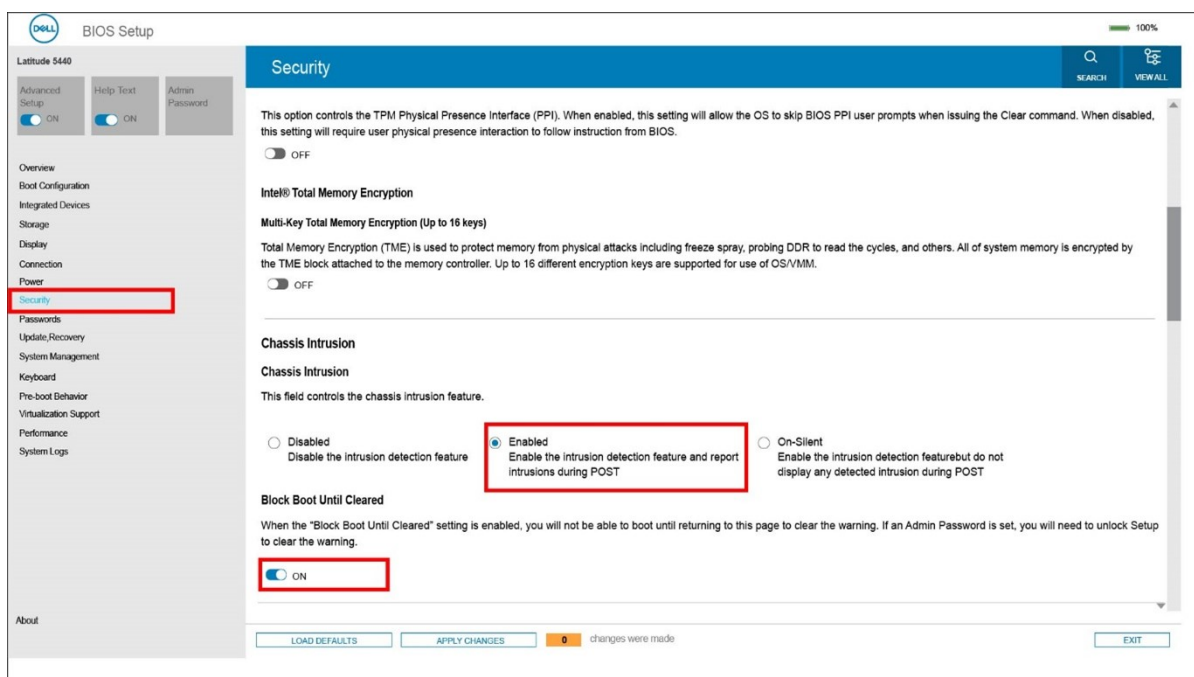 DELL
BIOS Setup
100%
Latitude 5440
Advanced Setup
ON
Help Text
ON
Admin Password
Overview
Boot Configuration
Integrated Devices
Storage
Display
Connection
Power
Security
Passwords
Update,Recovery
System Management
Keyboard
Pre-boot Behavior
Virtualization Support
Performance
System Logs
About
Security
SEARCH
VIEW ALL
This option controls the TPM Physical Presence Interface (PPI). When enabled, this setting will allow the OS to skip BIOS PPI user prompts when issuing the Clear command. When disabled,
this setting will require user physical presence interaction to follow instruction from BIOS.
OFF
Intel® Total Memory Encryption
Multi-Key Total Memory Encryption (Up to 16 keys)
Total Memory Encryption (TME) is used to protect memory from physical attacks including freeze spray, probing DDR to read the cycles, and others. All of system memory is encrypted by
the TME block attached to the memory controller. Up to 16 different encryption keys are supported for use of OS/VMM.
OFF
Chassis Intrusion
Chassis Intrusion
This field controls the chassis intrusion feature.
Disabled
Disable the intrusion detection feature
Enabled
Enable the intrusion detection feature and report
intrusions during POST
On-Silent
Enable the intrusion detection featurebut do not
display any detected intrusion during POST
Block Boot Until Cleared
When the "Block Boot Until Cleared" setting is enabled, you will not be able to boot until returning to this page to clear the warning. If an Admin Password is set, you will need to unlock Setup
to clear the warning.
ON
LOAD DEFAULTS
APPLY CHANGES
0
changes were made
EXIT